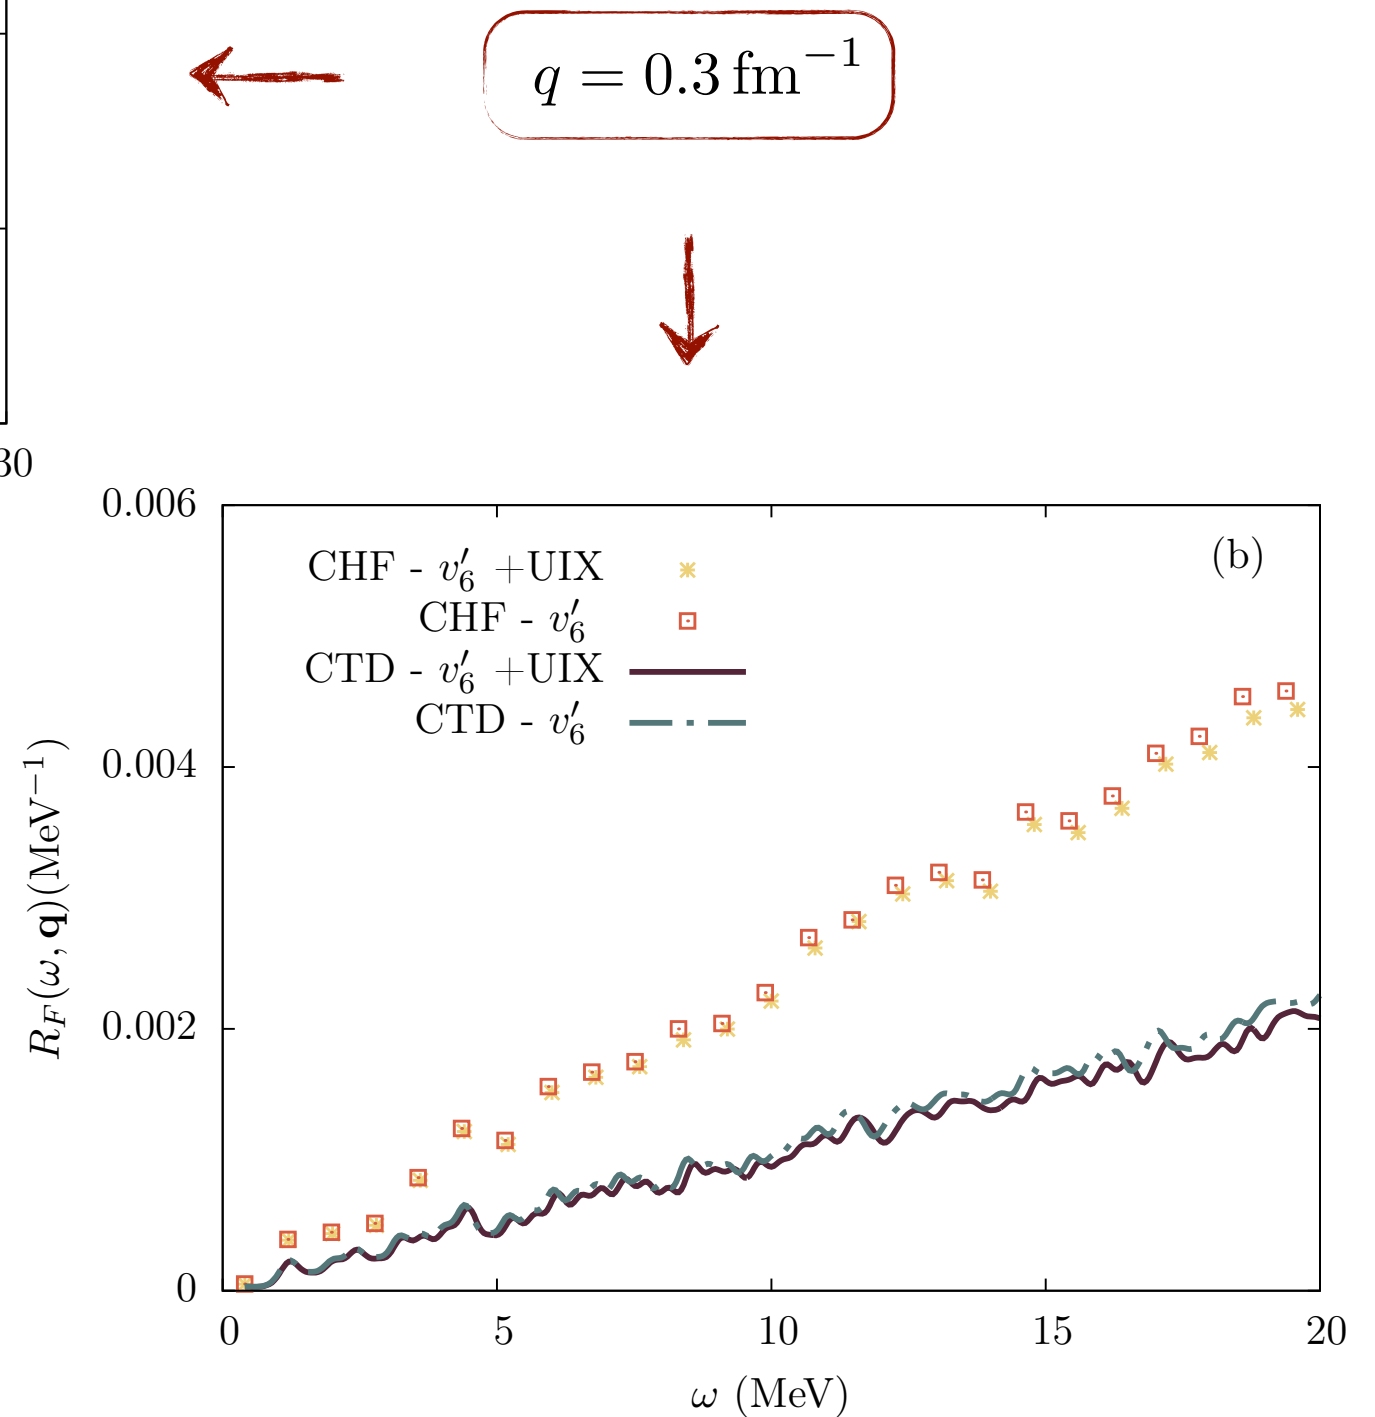 q = 0.3 fm⁻¹
30
0.006
(b)
CHF - v′₆ +UIX
CHF - v′₆
CTD - v′₆ +UIX
CTD - v′₆
0.004
0.002
0
R_F(ω, q)(MeV⁻¹)
0 5 10 15 20
ω (MeV)